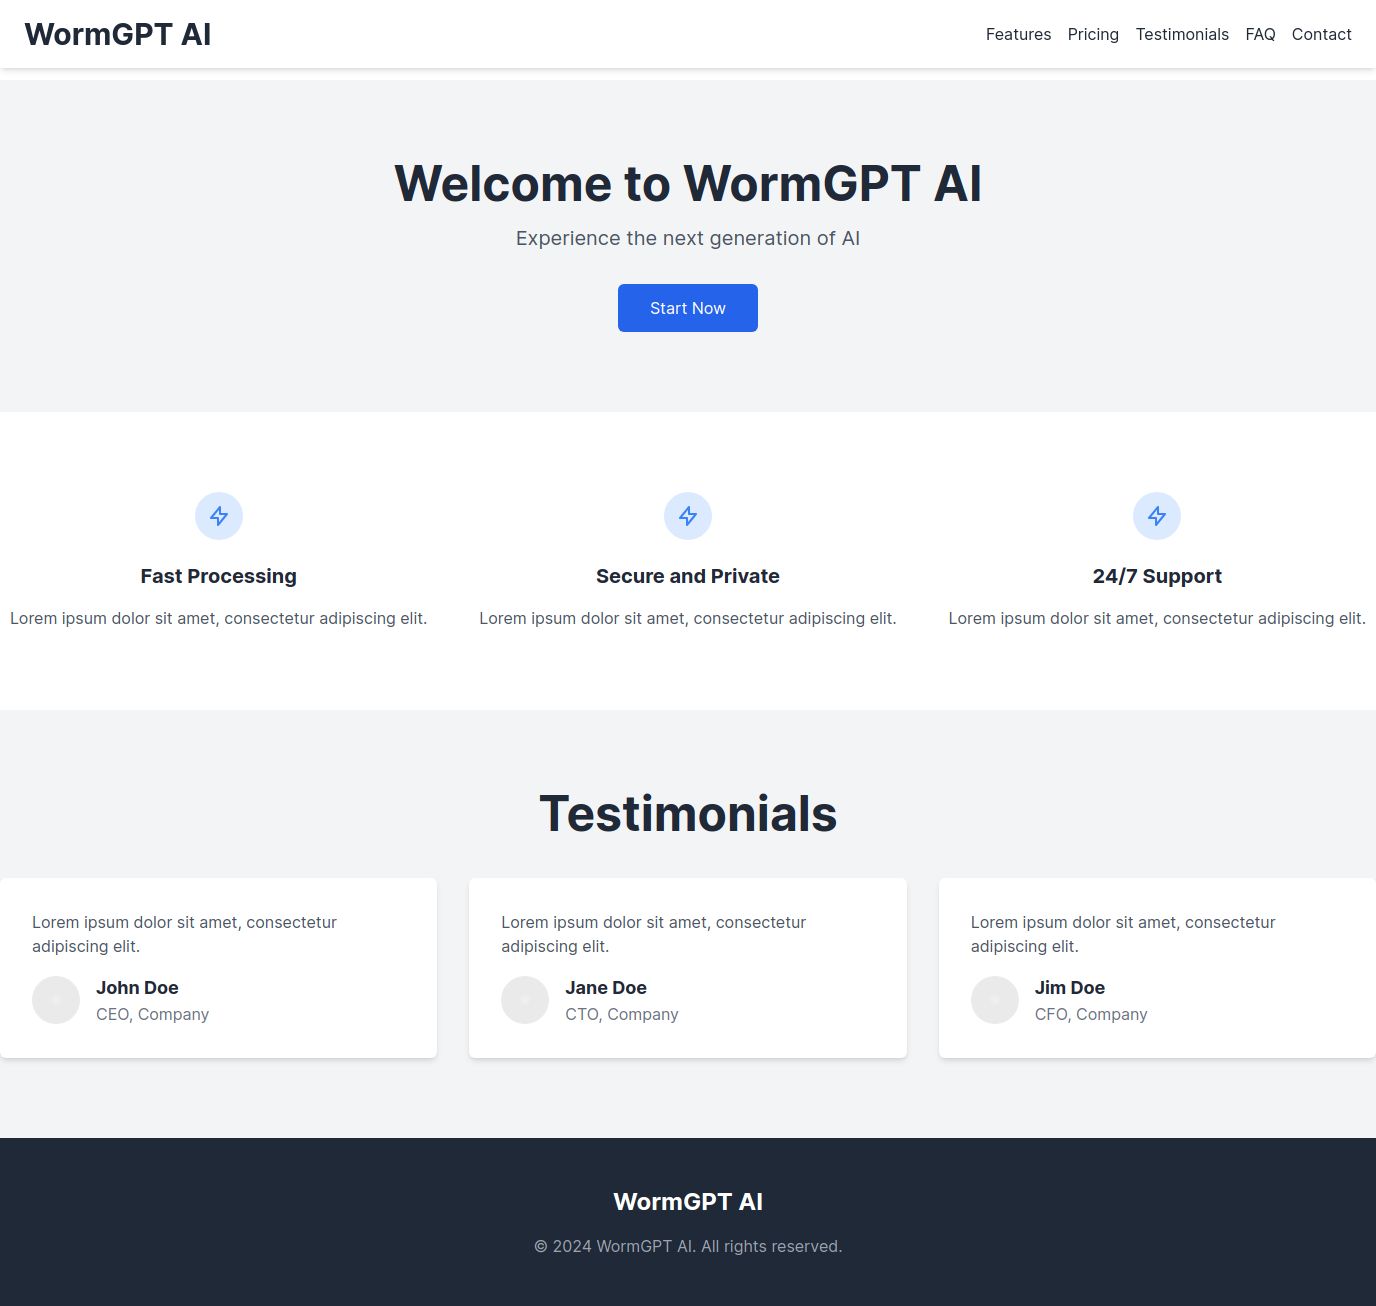 WormGPT AI
Features Pricing Testimonials FAQ Contact
Welcome to WormGPT AI
Experience the next generation of AI
Start Now
Fast Processing
Lorem ipsum dolor sit amet, consectetur adipiscing elit.
Secure and Private
Lorem ipsum dolor sit amet, consectetur adipiscing elit.
24/7 Support
Lorem ipsum dolor sit amet, consectetur adipiscing elit.
Testimonials
Lorem ipsum dolor sit amet, consectetur
adipiscing elit.
John Doe
CEO, Company
Lorem ipsum dolor sit amet, consectetur
adipiscing elit.
Jane Doe
CTO, Company
Lorem ipsum dolor sit amet, consectetur
adipiscing elit.
Jim Doe
CFO, Company
WormGPT AI
© 2024 WormGPT AI. All rights reserved.